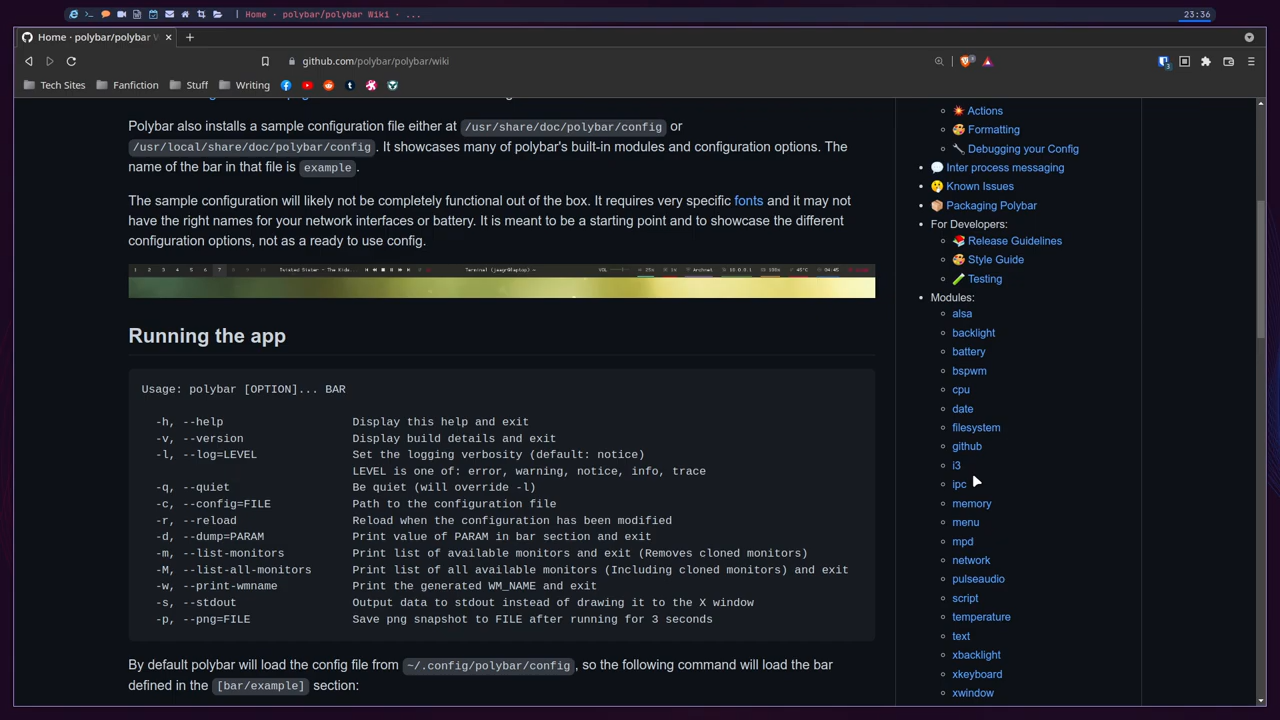 Home · polybar/polybar Wiki · ...
23:36
Home · polybar/polybar W
github.com/polybar/polybar/wiki
Tech Sites
Fanfiction
Stuff
Writing
Polybar also installs a sample configuration file either at /usr/share/doc/polybar/config or
/usr/local/share/doc/polybar/config . It showcases many of polybar's built-in modules and configuration options. The
name of the bar in that file is example .
The sample configuration will likely not be completely functional out of the box. It requires very specific fonts and it may not
have the right names for your network interfaces or battery. It is meant to be a starting point and to showcase the different
configuration options, not as a ready to use config.
1 2 3 4 5 6 7
Running the app
Usage: polybar [OPTION]... BAR
-h, --help Display this help and exit
-v, --version Display build details and exit
-l, --log=LEVEL Set the logging verbosity (default: notice)
LEVEL is one of: error, warning, notice, info, trace
-q, --quiet Be quiet (will override -l)
-c, --config=FILE Path to the configuration file
-r, --reload Reload when the configuration has been modified
-d, --dump=PARAM Print value of PARAM in bar section and exit
-m, --list-monitors Print list of available monitors and exit (Removes cloned monitors)
-M, --list-all-monitors Print list of all available monitors (Including cloned monitors) and exit
-w, --print-wmname Print the generated WM_NAME and exit
-s, --stdout Output data to stdout instead of drawing it to the X window
-p, --png=FILE Save png snapshot to FILE after running for 3 seconds
By default polybar will load the config file from ~/.config/polybar/config , so the following command will load the bar
defined in the [bar/example] section:
Actions
Formatting
Debugging your Config
Inter process messaging
Known Issues
Packaging Polybar
For Developers:
Release Guidelines
Style Guide
Testing
Modules:
alsa
backlight
battery
bspwm
cpu
date
filesystem
github
i3
ipc
memory
menu
mpd
network
pulseaudio
script
temperature
text
xbacklight
xkeyboard
xwindow